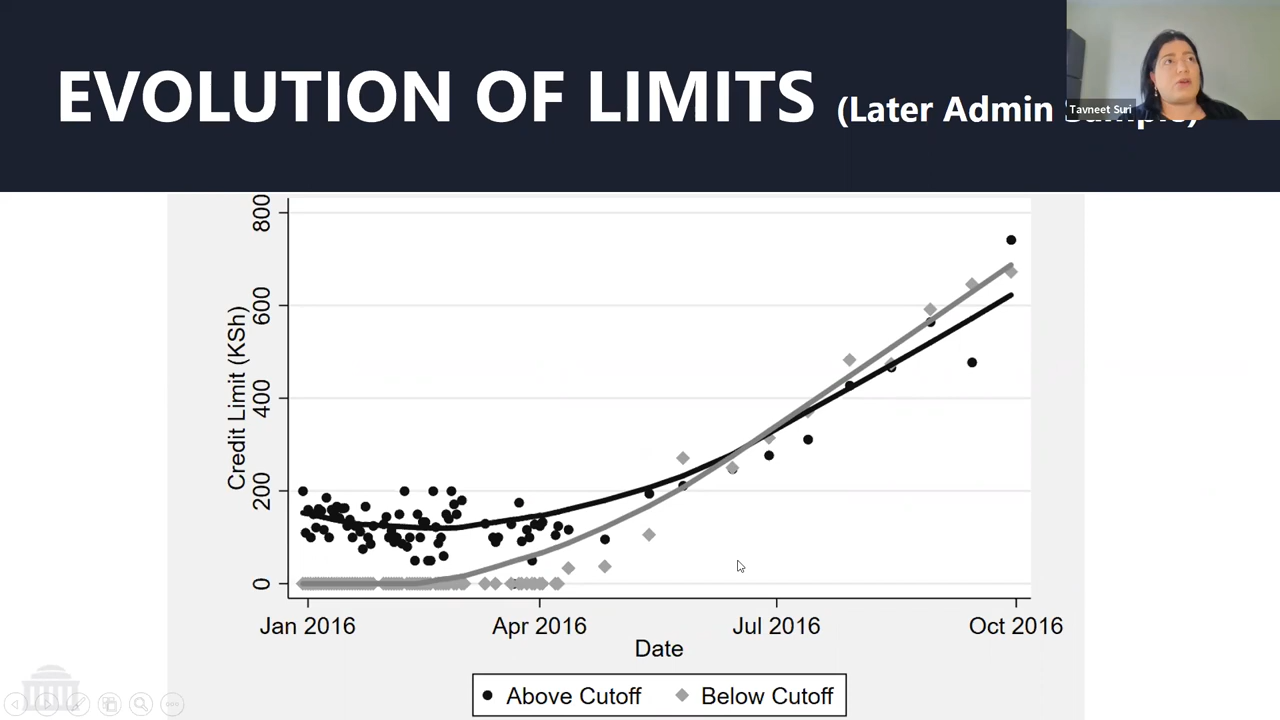 EVOLUTION OF LIMITS (Later Admin
Tavneet Suri
800
600
400
200
0
Credit Limit (KSh)
Jan 2016 Apr 2016 Jul 2016 Oct 2016
Date
Above Cutoff Below Cutoff